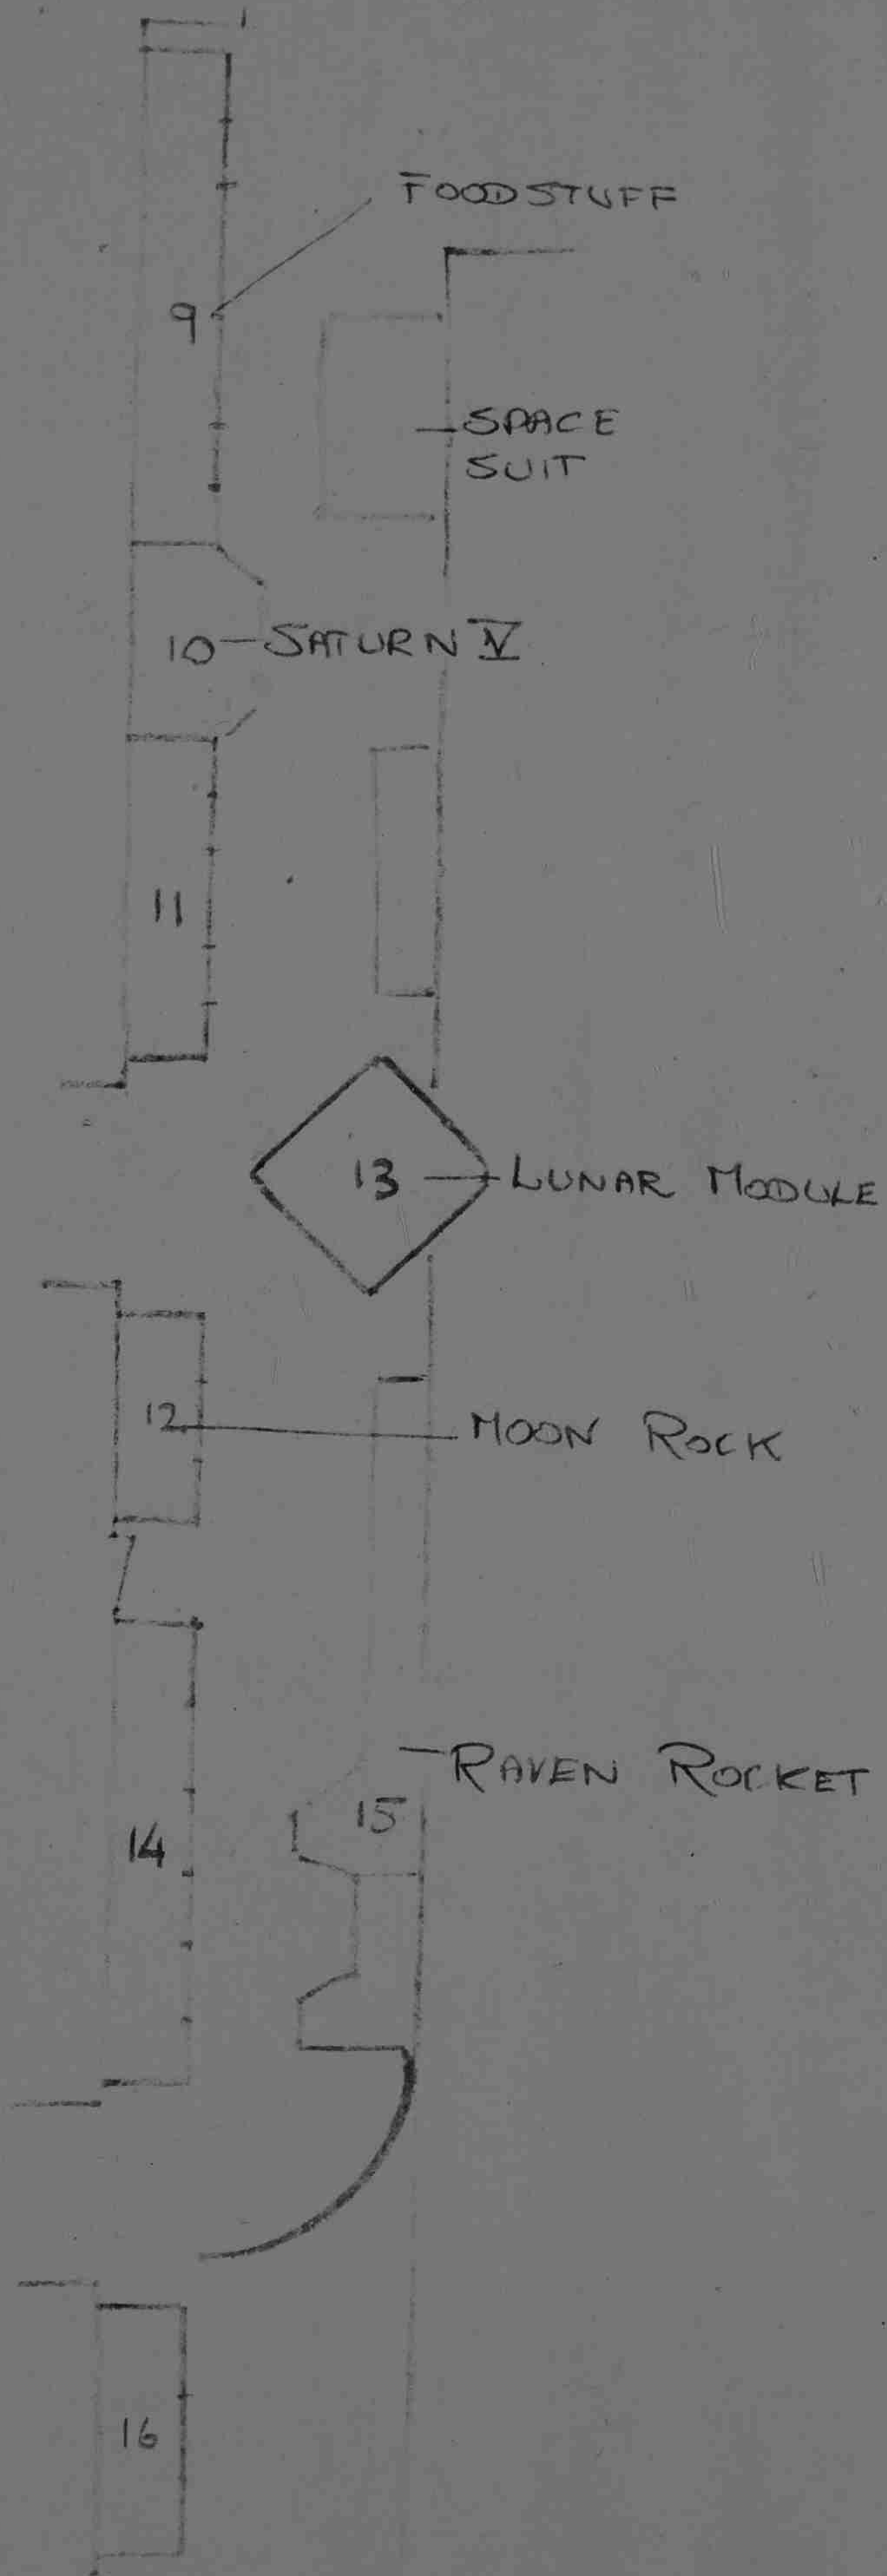 FOODSTUFF
9
SPACE
SUIT
10 - SATURN V
11
13 - LUNAR MODULE
12 - MOON ROCK
- RAVEN ROCKET
15
14
16